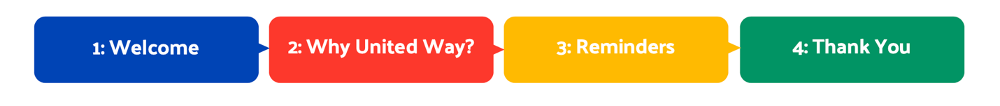 1: Welcome
2: Why United Way?
3: Reminders
4: Thank You